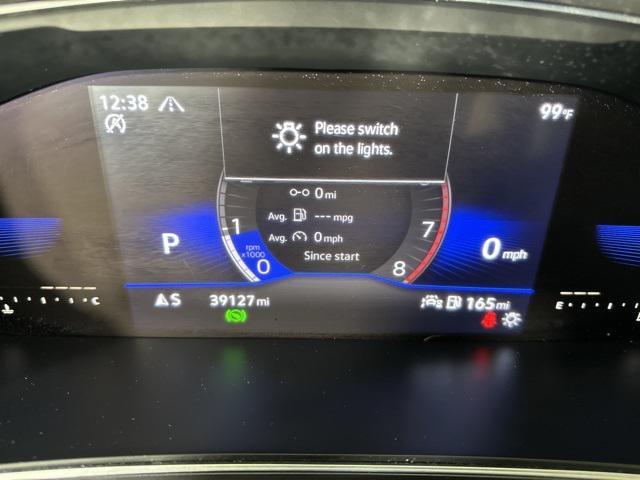 12:38
99°F
Please switch
on the lights.
0 mi
Avg. --- mpg
Avg. 0 mph
Since start
1
rpm
x1000
0
7
8
P
0 mph
S
39127 mi
165 mi
C
E